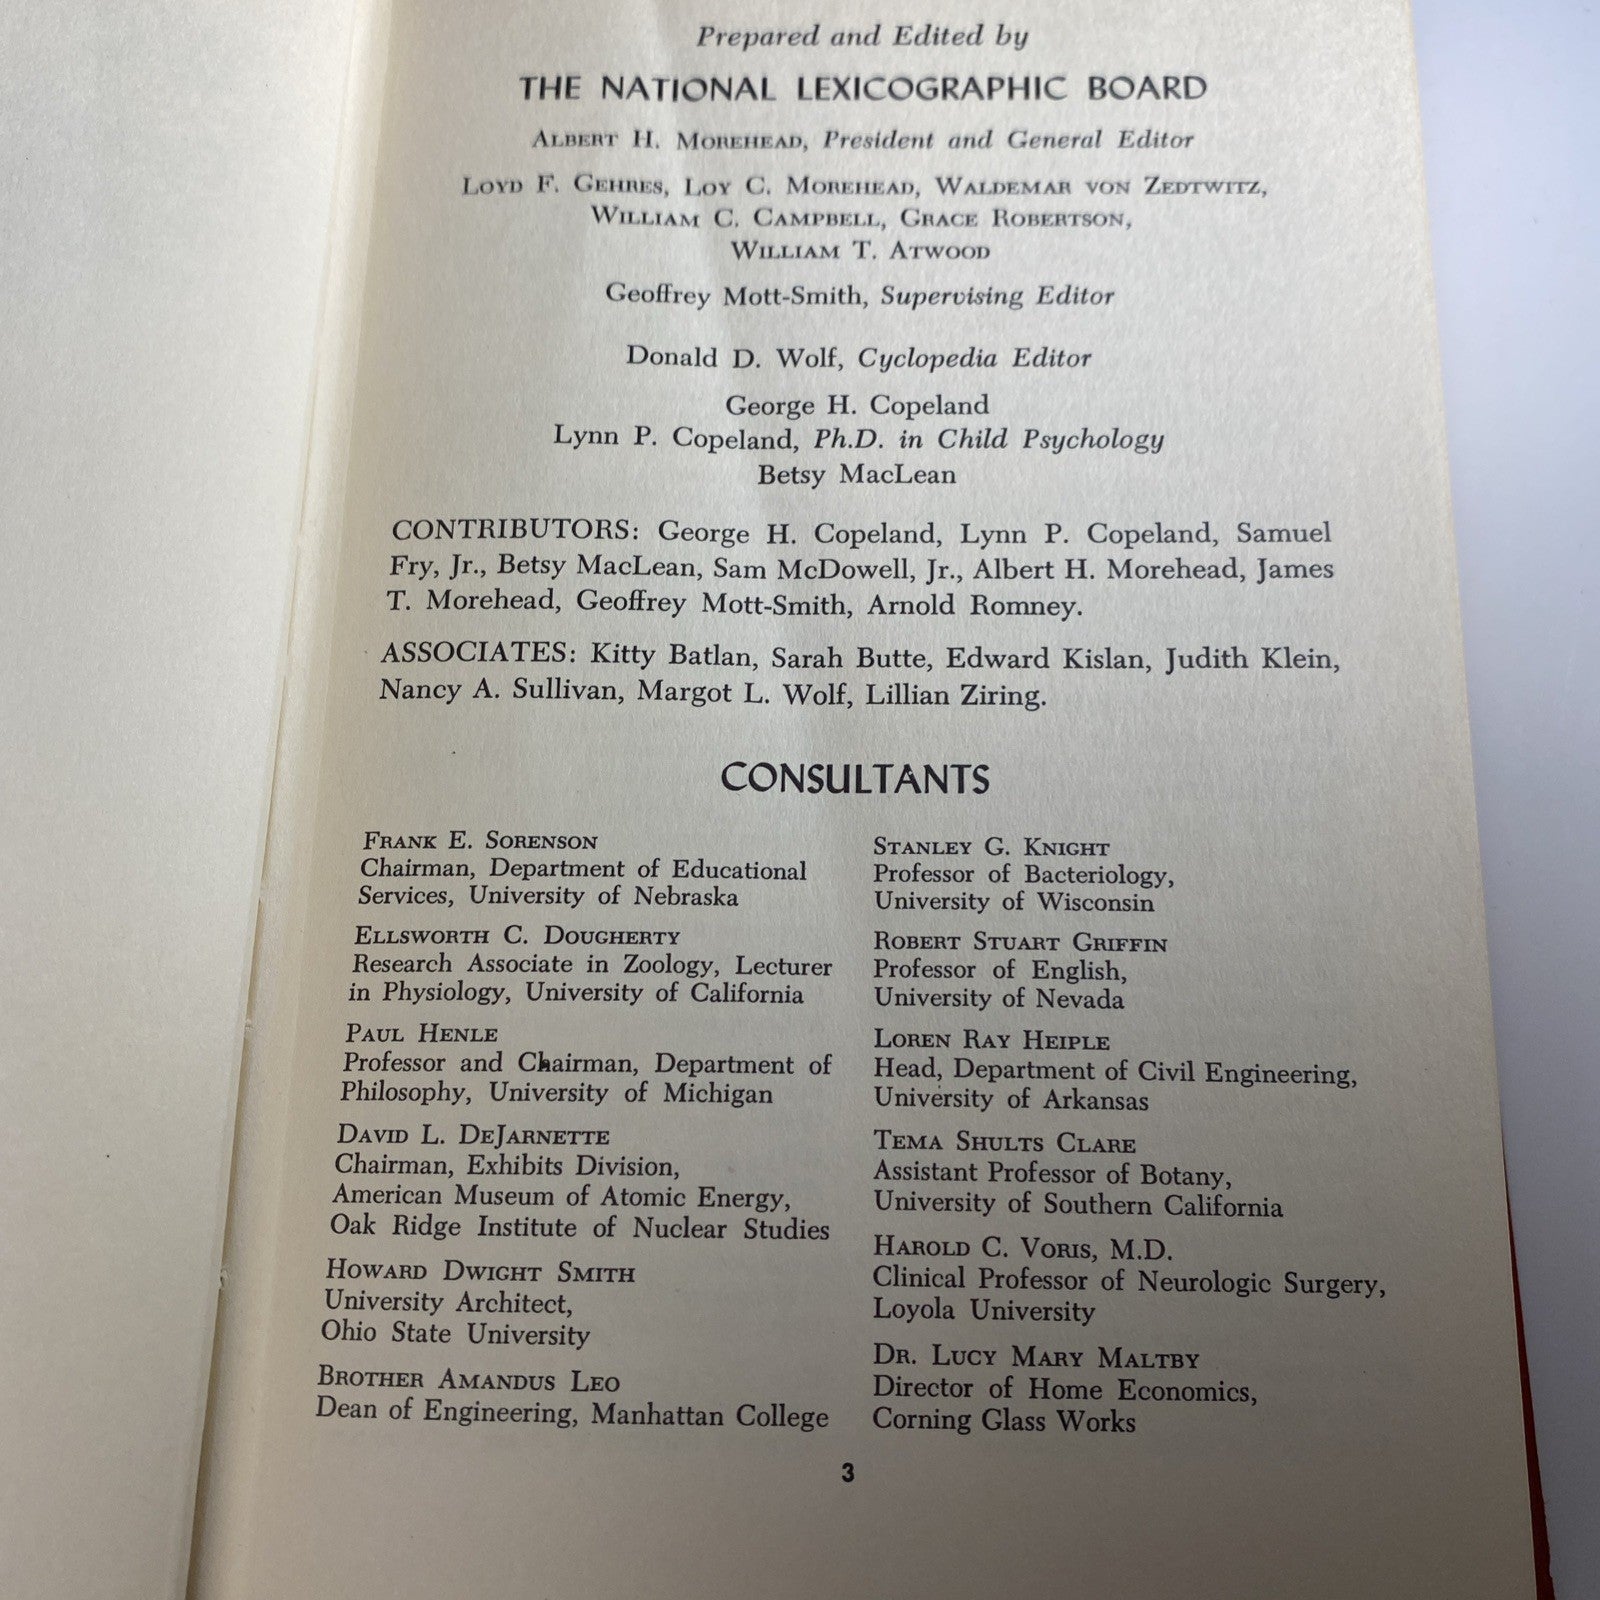 Prepared and Edited by
THE NATIONAL LEXICOGRAPHIC BOARD
ALBERT H. MOREHEAD, President and General Editor
LOYD F. GEHRES, LOY C. MOREHEAD, WALDEMAR VON ZEDTWITZ,
WILLIAM C. CAMPBELL, GRACE ROBERTSON,
WILLIAM T. ATWOOD
Geoffrey Mott-Smith, Supervising Editor
Donald D. Wolf, Cyclopedia Editor
George H. Copeland
Lynn P. Copeland, Ph.D. in Child Psychology
Betsy MacLean
CONTRIBUTORS: George H. Copeland, Lynn P. Copeland, Samuel
Fry, Jr., Betsy MacLean, Sam McDowell, Jr., Albert H. Morehead, James
T. Morehead, Geoffrey Mott-Smith, Arnold Romney.
ASSOCIATES: Kitty Batlan, Sarah Butte, Edward Kislan, Judith Klein,
Nancy A. Sullivan, Margot L. Wolf, Lillian Ziring.
CONSULTANTS
FRANK E. SORENSON
Chairman, Department of Educational
Services, University of Nebraska
ELLSWORTH C. DOUGHERTY
Research Associate in Zoology, Lecturer
in Physiology, University of California
PAUL HENLE
Professor and Chairman, Department of
Philosophy, University of Michigan
DAVID L. DEJARNETTE
Chairman, Exhibits Division,
American Museum of Atomic Energy,
Oak Ridge Institute of Nuclear Studies
HOWARD DWIGHT SMITH
University Architect,
Ohio State University
BROTHER AMANDUS LEO
Dean of Engineering, Manhattan College
STANLEY G. KNIGHT
Professor of Bacteriology,
University of Wisconsin
ROBERT STUART GRIFFIN
Professor of English,
University of Nevada
LOREN RAY HEIPLE
Head, Department of Civil Engineering,
University of Arkansas
TEMA SHULTS CLARE
Assistant Professor of Botany,
University of Southern California
HAROLD C. VORIS, M.D.
Clinical Professor of Neurologic Surgery,
Loyola University
DR. LUCY MARY MALTBY
Director of Home Economics,
Corning Glass Works
3